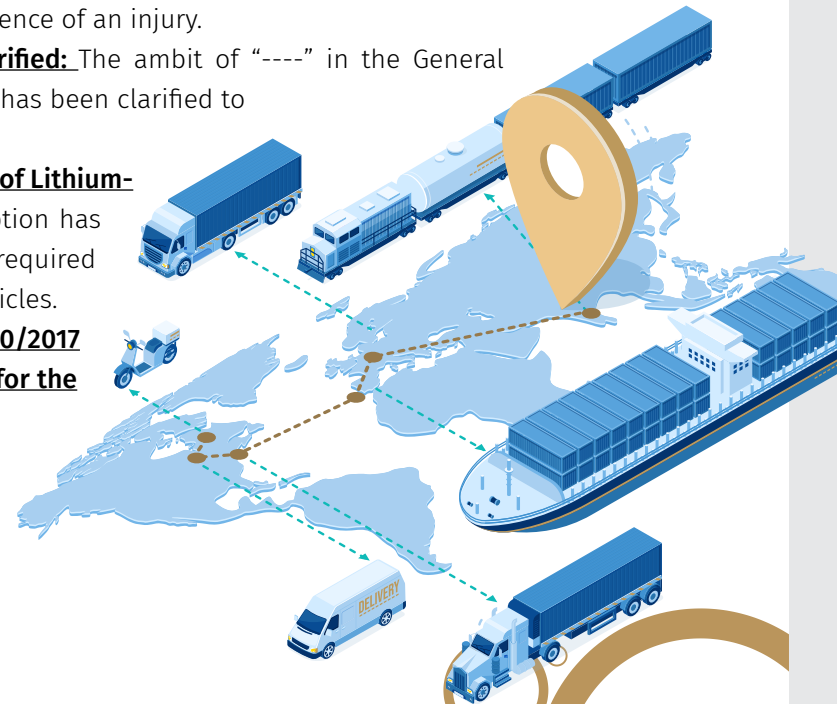 ence of an injury.
rified: The ambit of “----” in the General
has been clarified to
of Lithium-
tion has
required
icles.
0/2017
for the
DELIVERY